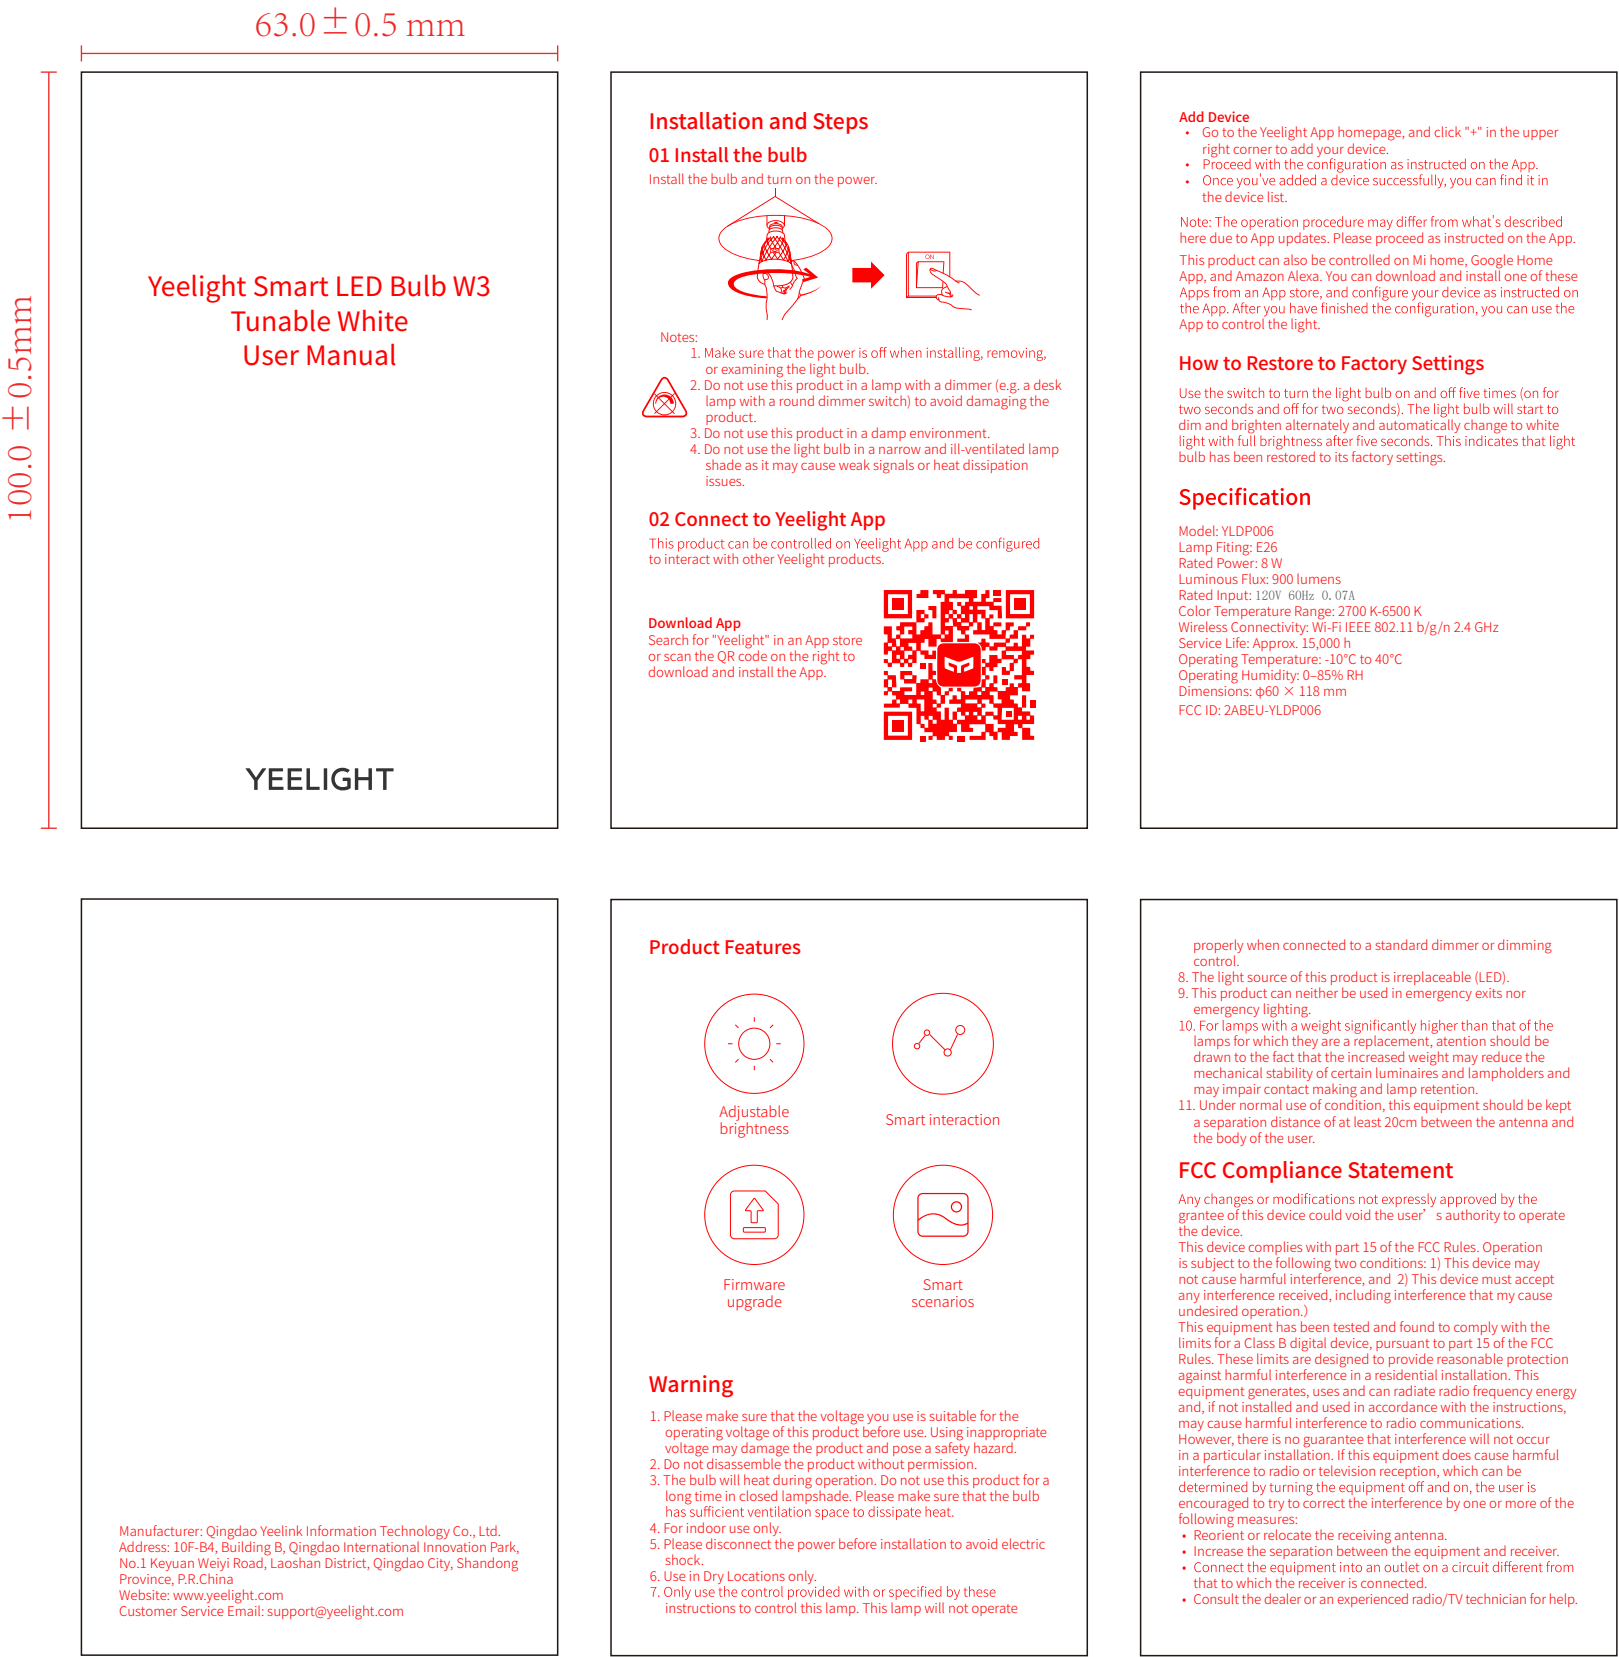 63.0±0.5 mm
100.0 ±0.5mm
Yeelight Smart LED Bulb W3
Tunable White
User Manual
YEELIGHT
Installation and Steps
01 Install the bulb
Install the bulb and turn on the power.
ON
Notes:
1. Make sure that the power is off when installing, removing,
or examining the light bulb.
2. Do not use this product in a lamp with a dimmer (e.g. a desk
lamp with a round dimmer switch) to avoid damaging the
product.
3. Do not use this product in a damp environment.
4. Do not use the light bulb in a narrow and ill-ventilated lamp
shade as it may cause weak signals or heat dissipation
issues.
02 Connect to Yeelight App
This product can be controlled on Yeelight App and be configured
to interact with other Yeelight products.
Download App
Search for "Yeelight" in an App store
or scan the QR code on the right to
download and install the App.
Add Device
• Go to the Yeelight App homepage, and click "+" in the upper
right corner to add your device.
• Proceed with the configuration as instructed on the App.
• Once you've added a device successfully, you can find it in
the device list.
Note: The operation procedure may differ from what's described
here due to App updates. Please proceed as instructed on the App.
This product can also be controlled on Mi home, Google Home
App, and Amazon Alexa. You can download and install one of these
Apps from an App store, and configure your device as instructed on
the App. After you have finished the configuration, you can use the
App to control the light.
How to Restore to Factory Settings
Use the switch to turn the light bulb on and off five times (on for
two seconds and off for two seconds). The light bulb will start to
dim and brighten alternately and automatically change to white
light with full brightness after five seconds. This indicates that light
bulb has been restored to its factory settings.
Specification
Model: YLDP006
Lamp Fiting: E26
Rated Power: 8 W
Luminous Flux: 900 lumens
Rated Input: 120V 60Hz 0.07A
Color Temperature Range: 2700 K-6500 K
Wireless Connectivity: Wi-Fi IEEE 802.11 b/g/n 2.4 GHz
Service Life: Approx. 15,000 h
Operating Temperature: -10°C to 40°C
Operating Humidity: 0–85% RH
Dimensions: φ60 × 118 mm
FCC ID: 2ABEU-YLDP006
Manufacturer: Qingdao Yeelink Information Technology Co., Ltd.
Address: 10F-B4, Building B, Qingdao International Innovation Park,
No.1 Keyuan Weiyi Road, Laoshan District, Qingdao City, Shandong
Province, P.R.China
Website: www.yeelight.com
Customer Service Email: support@yeelight.com
Product Features
Adjustable
brightness
Smart interaction
Firmware
upgrade
Smart
scenarios
Warning
1. Please make sure that the voltage you use is suitable for the
operating voltage of this product before use. Using inappropriate
voltage may damage the product and pose a safety hazard.
2. Do not disassemble the product without permission.
3. The bulb will heat during operation. Do not use this product for a
long time in closed lampshade. Please make sure that the bulb
has sufficient ventilation space to dissipate heat.
4. For indoor use only.
5. Please disconnect the power before installation to avoid electric
shock.
6. Use in Dry Locations only.
7. Only use the control provided with or specified by these
instructions to control this lamp. This lamp will not operate
properly when connected to a standard dimmer or dimming
control.
8. The light source of this product is irreplaceable (LED).
9. This product can neither be used in emergency exits nor
emergency lighting.
10. For lamps with a weight significantly higher than that of the
lamps for which they are a replacement, atention should be
drawn to the fact that the increased weight may reduce the
mechanical stability of certain luminaires and lampholders and
may impair contact making and lamp retention.
11. Under normal use of condition, this equipment should be kept
a separation distance of at least 20cm between the antenna and
the body of the user.
FCC Compliance Statement
Any changes or modifications not expressly approved by the
grantee of this device could void the user’s authority to operate
the device.
This device complies with part 15 of the FCC Rules. Operation
is subject to the following two conditions: 1) This device may
not cause harmful interference, and 2) This device must accept
any interference received, including interference that my cause
undesired operation.）
This equipment has been tested and found to comply with the
limits for a Class B digital device, pursuant to part 15 of the FCC
Rules. These limits are designed to provide reasonable protection
against harmful interference in a residential installation. This
equipment generates, uses and can radiate radio frequency energy
and, if not installed and used in accordance with the instructions,
may cause harmful interference to radio communications.
However, there is no guarantee that interference will not occur
in a particular installation. If this equipment does cause harmful
interference to radio or television reception, which can be
determined by turning the equipment off and on, the user is
encouraged to try to correct the interference by one or more of the
following measures:
• Reorient or relocate the receiving antenna.
• Increase the separation between the equipment and receiver.
• Connect the equipment into an outlet on a circuit different from
that to which the receiver is connected.
• Consult the dealer or an experienced radio/TV technician for help.